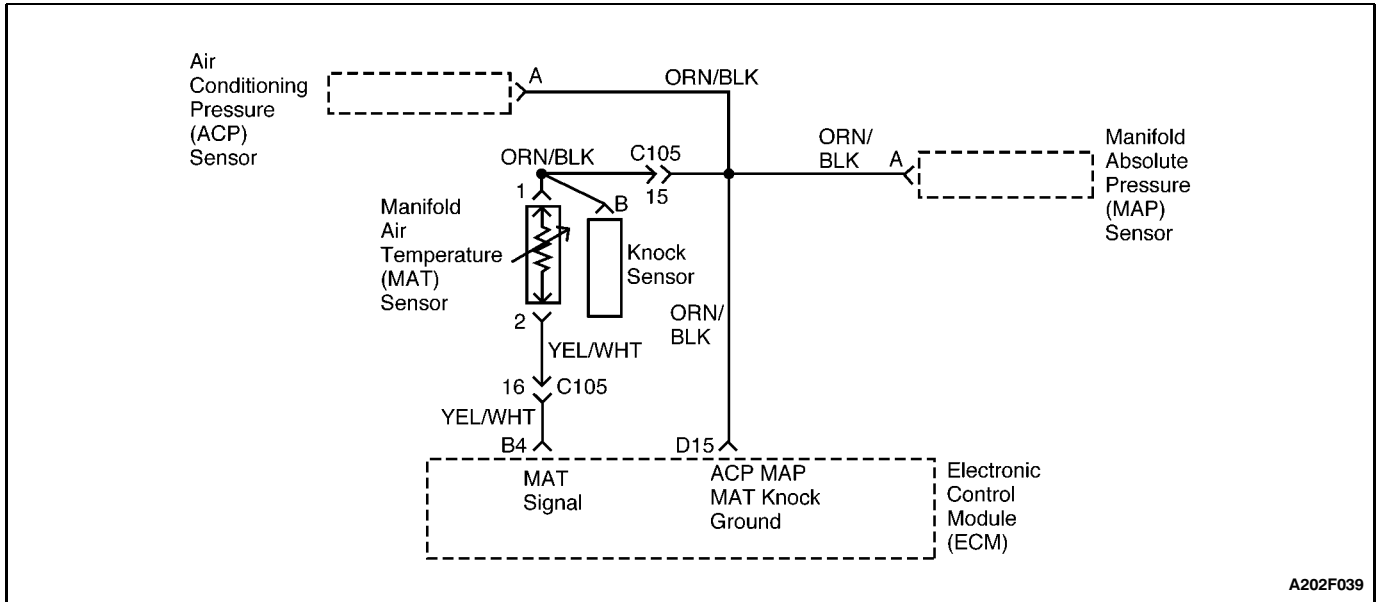 Air
Conditioning
Pressure
(ACP)
Sensor
A
ORN/BLK
ORN/
BLK
A
Manifold
Absolute
Pressure
(MAP)
Sensor
ORN/BLK
C105
15
1
B
Manifold
Air
Temperature
(MAT)
Sensor
Knock
Sensor
2
ORN/
BLK
YEL/WHT
16
C105
YEL/WHT
B4
D15
MAT
Signal
ACP MAP
MAT Knock
Ground
Electronic
Control
Module
(ECM)
A202F039